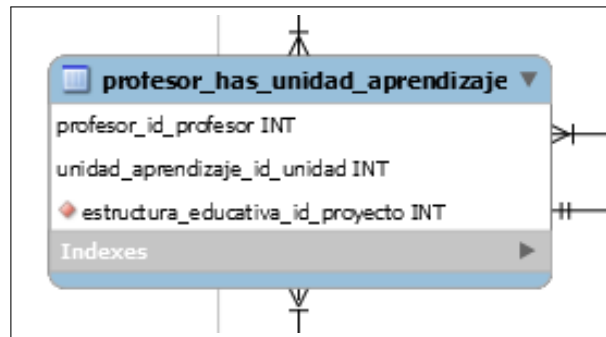 profesor_has_unidad_aprendizaje
profesor_id_profesor INT
unidad_aprendizaje_id_unidad INT
estructura_educativa_id_proyecto INT
Indexes